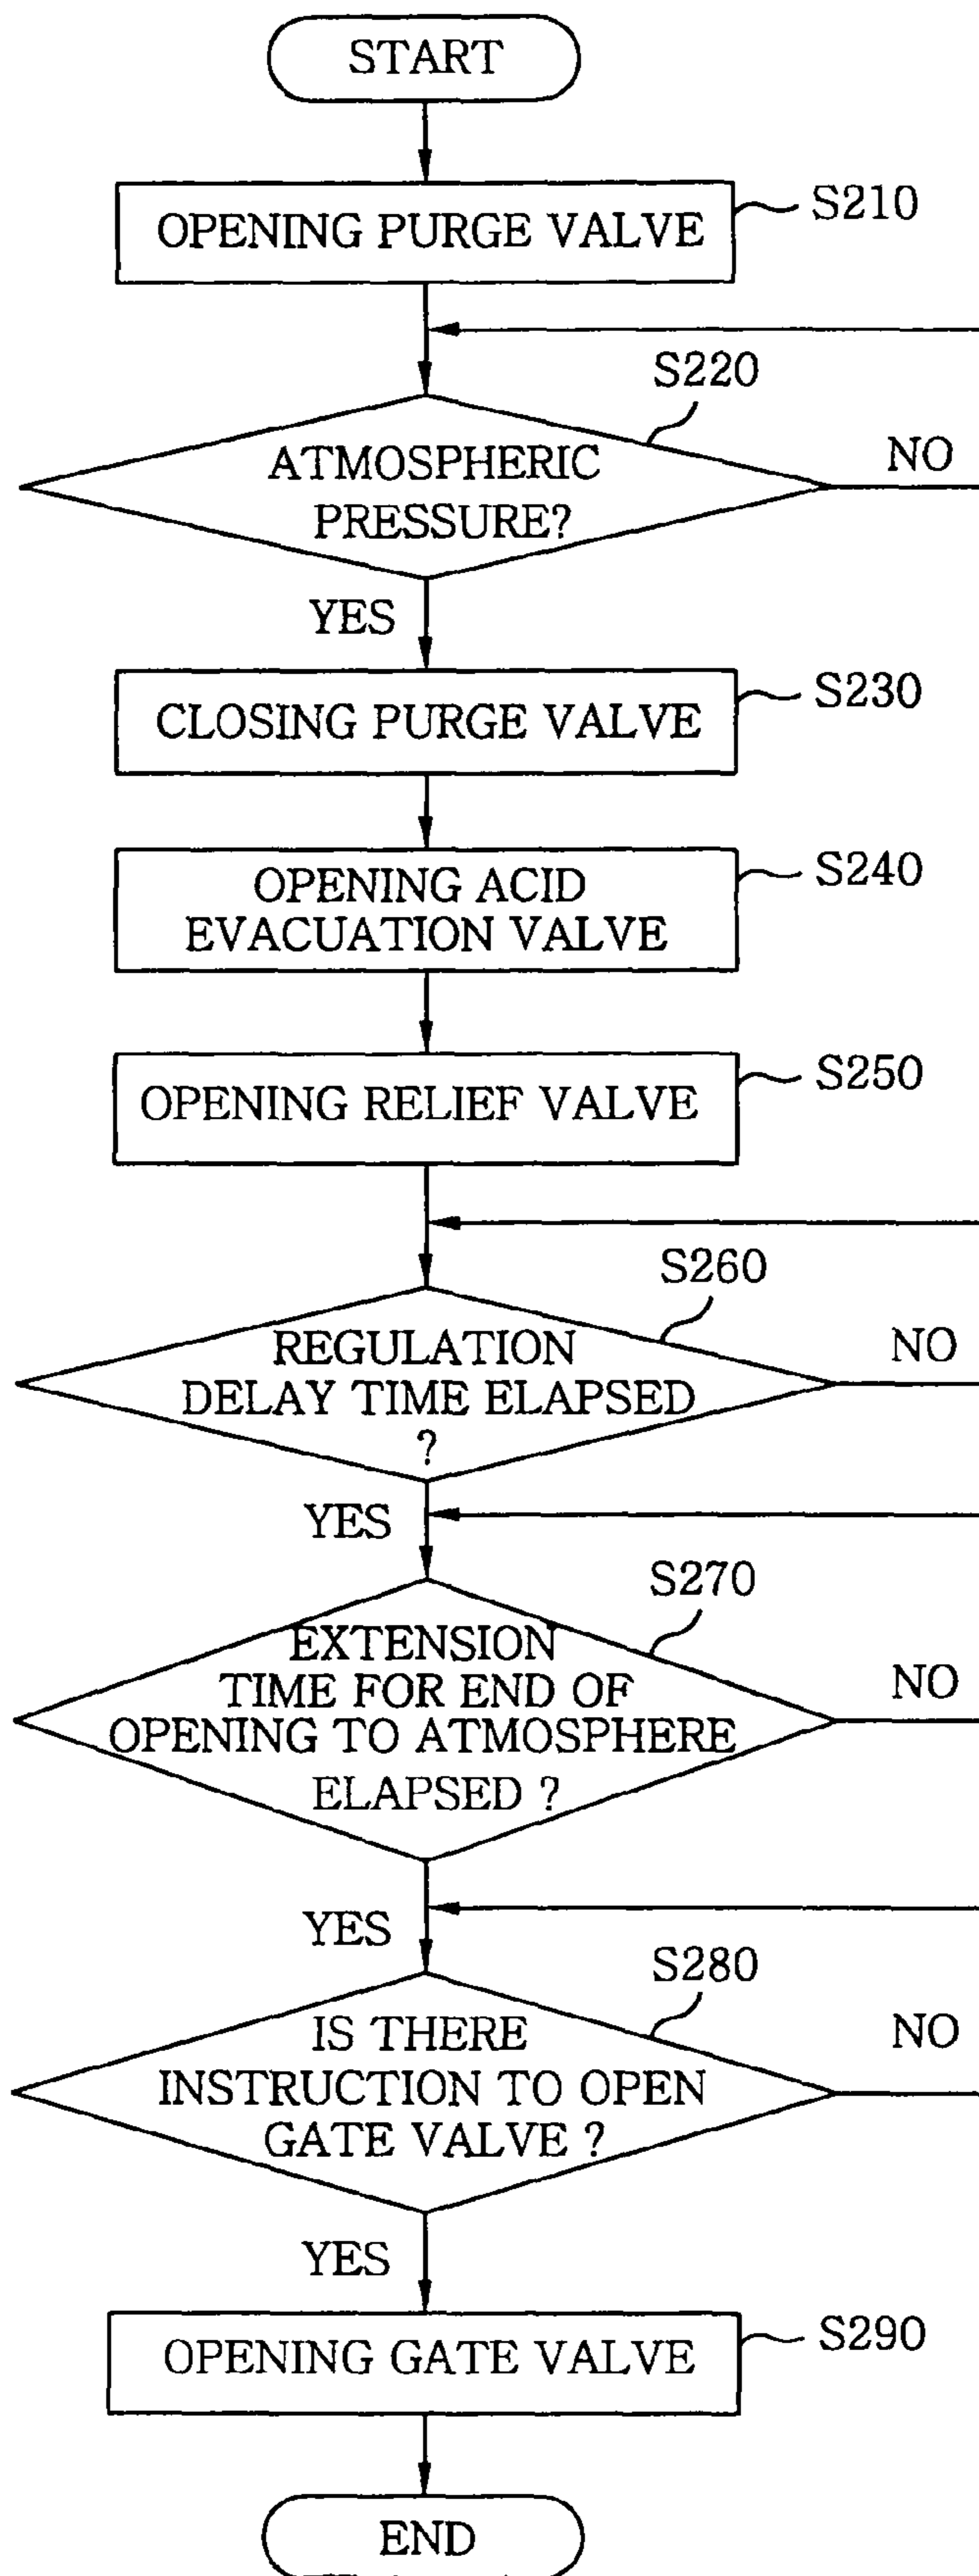 START
OPENING PURGE VALVE
S210
S220
ATMOSPHERIC
PRESSURE?
NO
YES
CLOSING PURGE VALVE
S230
OPENING ACID
EVACUATION VALVE
S240
OPENING RELIEF VALVE
S250
S260
REGULATION
DELAY TIME ELAPSED
?
NO
YES
S270
EXTENSION
TIME FOR END OF
OPENING TO ATMOSPHERE
ELAPSED ?
NO
YES
S280
IS THERE
INSTRUCTION TO OPEN
GATE VALVE ?
NO
YES
OPENING GATE VALVE
S290
END